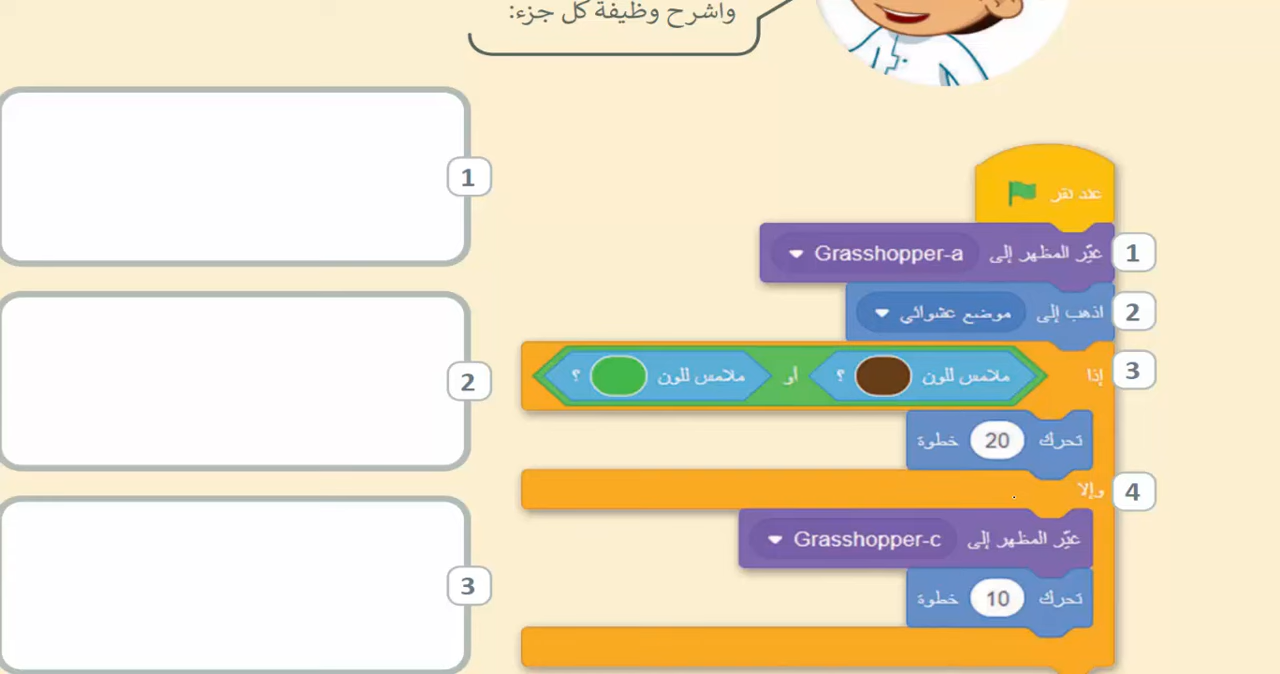 واشرح وظيفة كل جزء:
عند نقر
1 غيّر المظهر إلى Grasshopper-a
2 اذهب إلى موضع عشوائي
3 إذا ملامس للون ؟ أو ملامس للون ؟
تحرك 20 خطوة
4 وإلا
غيّر المظهر إلى Grasshopper-c
تحرك 10 خطوة
1
2
3